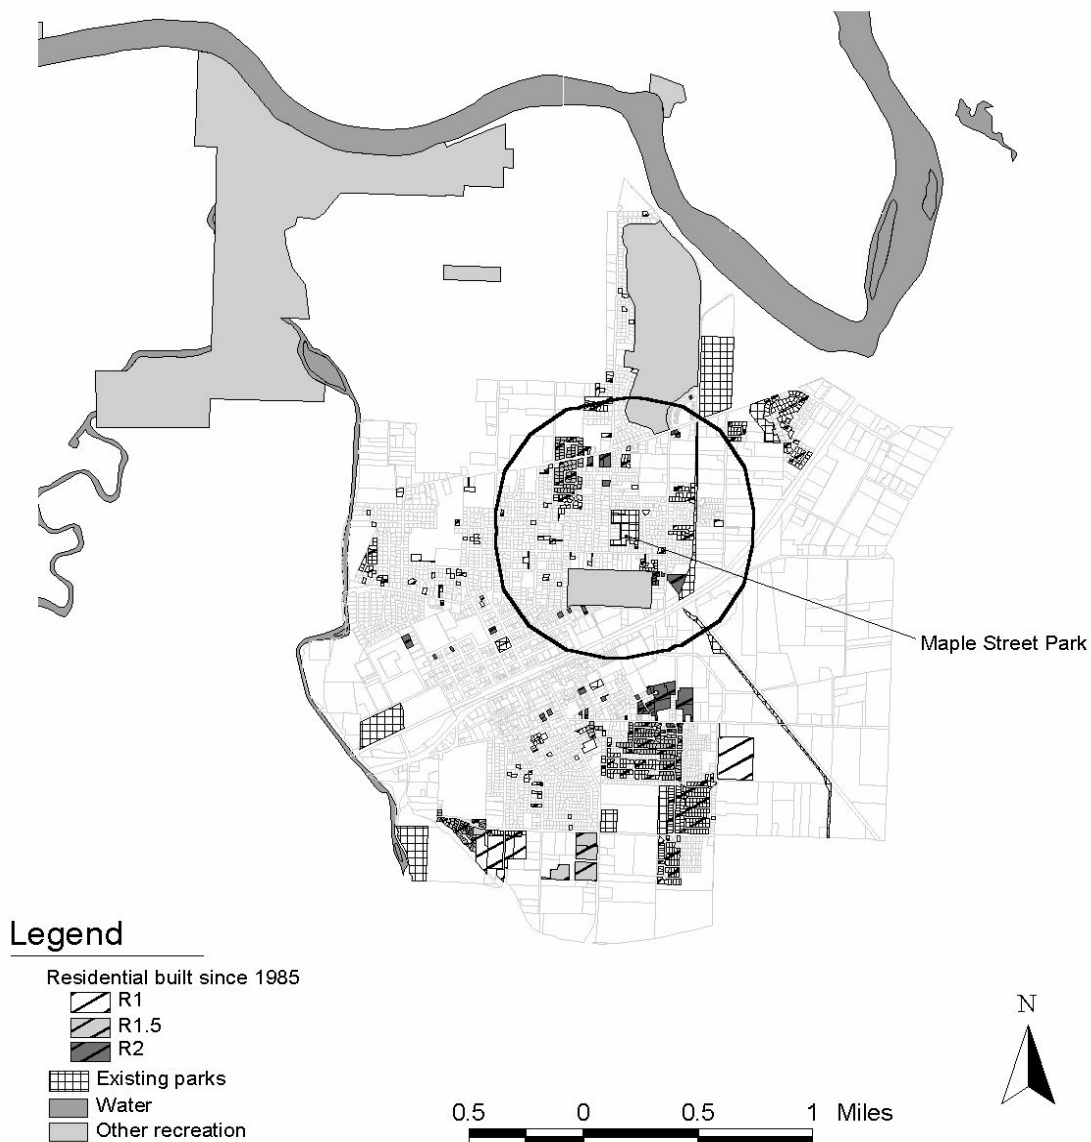 Maple Street Park
Legend
Residential built since 1985
R1
R1.5
R2
Existing parks
Water
Other recreation
N
0.5 0 0.5 1 Miles